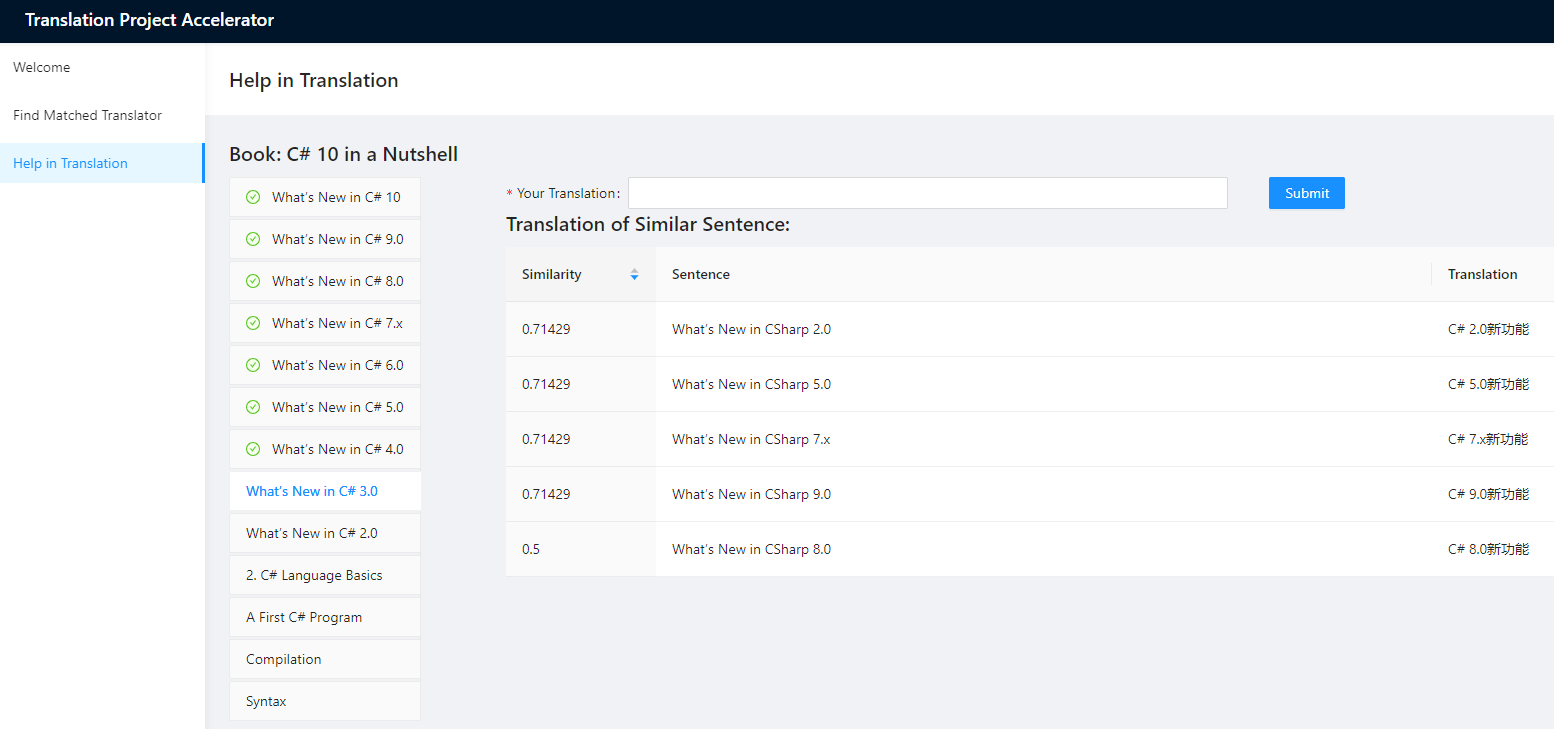 Translation Project Accelerator
Welcome
Find Matched Translator
Help in Translation
Help in Translation
Book: C# 10 in a Nutshell
What's New in C# 10
What's New in C# 9.0
What's New in C# 8.0
What's New in C# 7.x
What's New in C# 6.0
What's New in C# 5.0
What's New in C# 4.0
What's New in C# 3.0
What's New in C# 2.0
2. C# Language Basics
A First C# Program
Compilation
Syntax
* Your Translation: Submit
Translation of Similar Sentence:
Similarity Sentence Translation
0.71429 What's New in CSharp 2.0 C# 2.0新功能
0.71429 What's New in CSharp 5.0 C# 5.0新功能
0.71429 What's New in CSharp 7.x C# 7.x新功能
0.71429 What's New in CSharp 9.0 C# 9.0新功能
0.5 What's New in CSharp 8.0 C# 8.0新功能